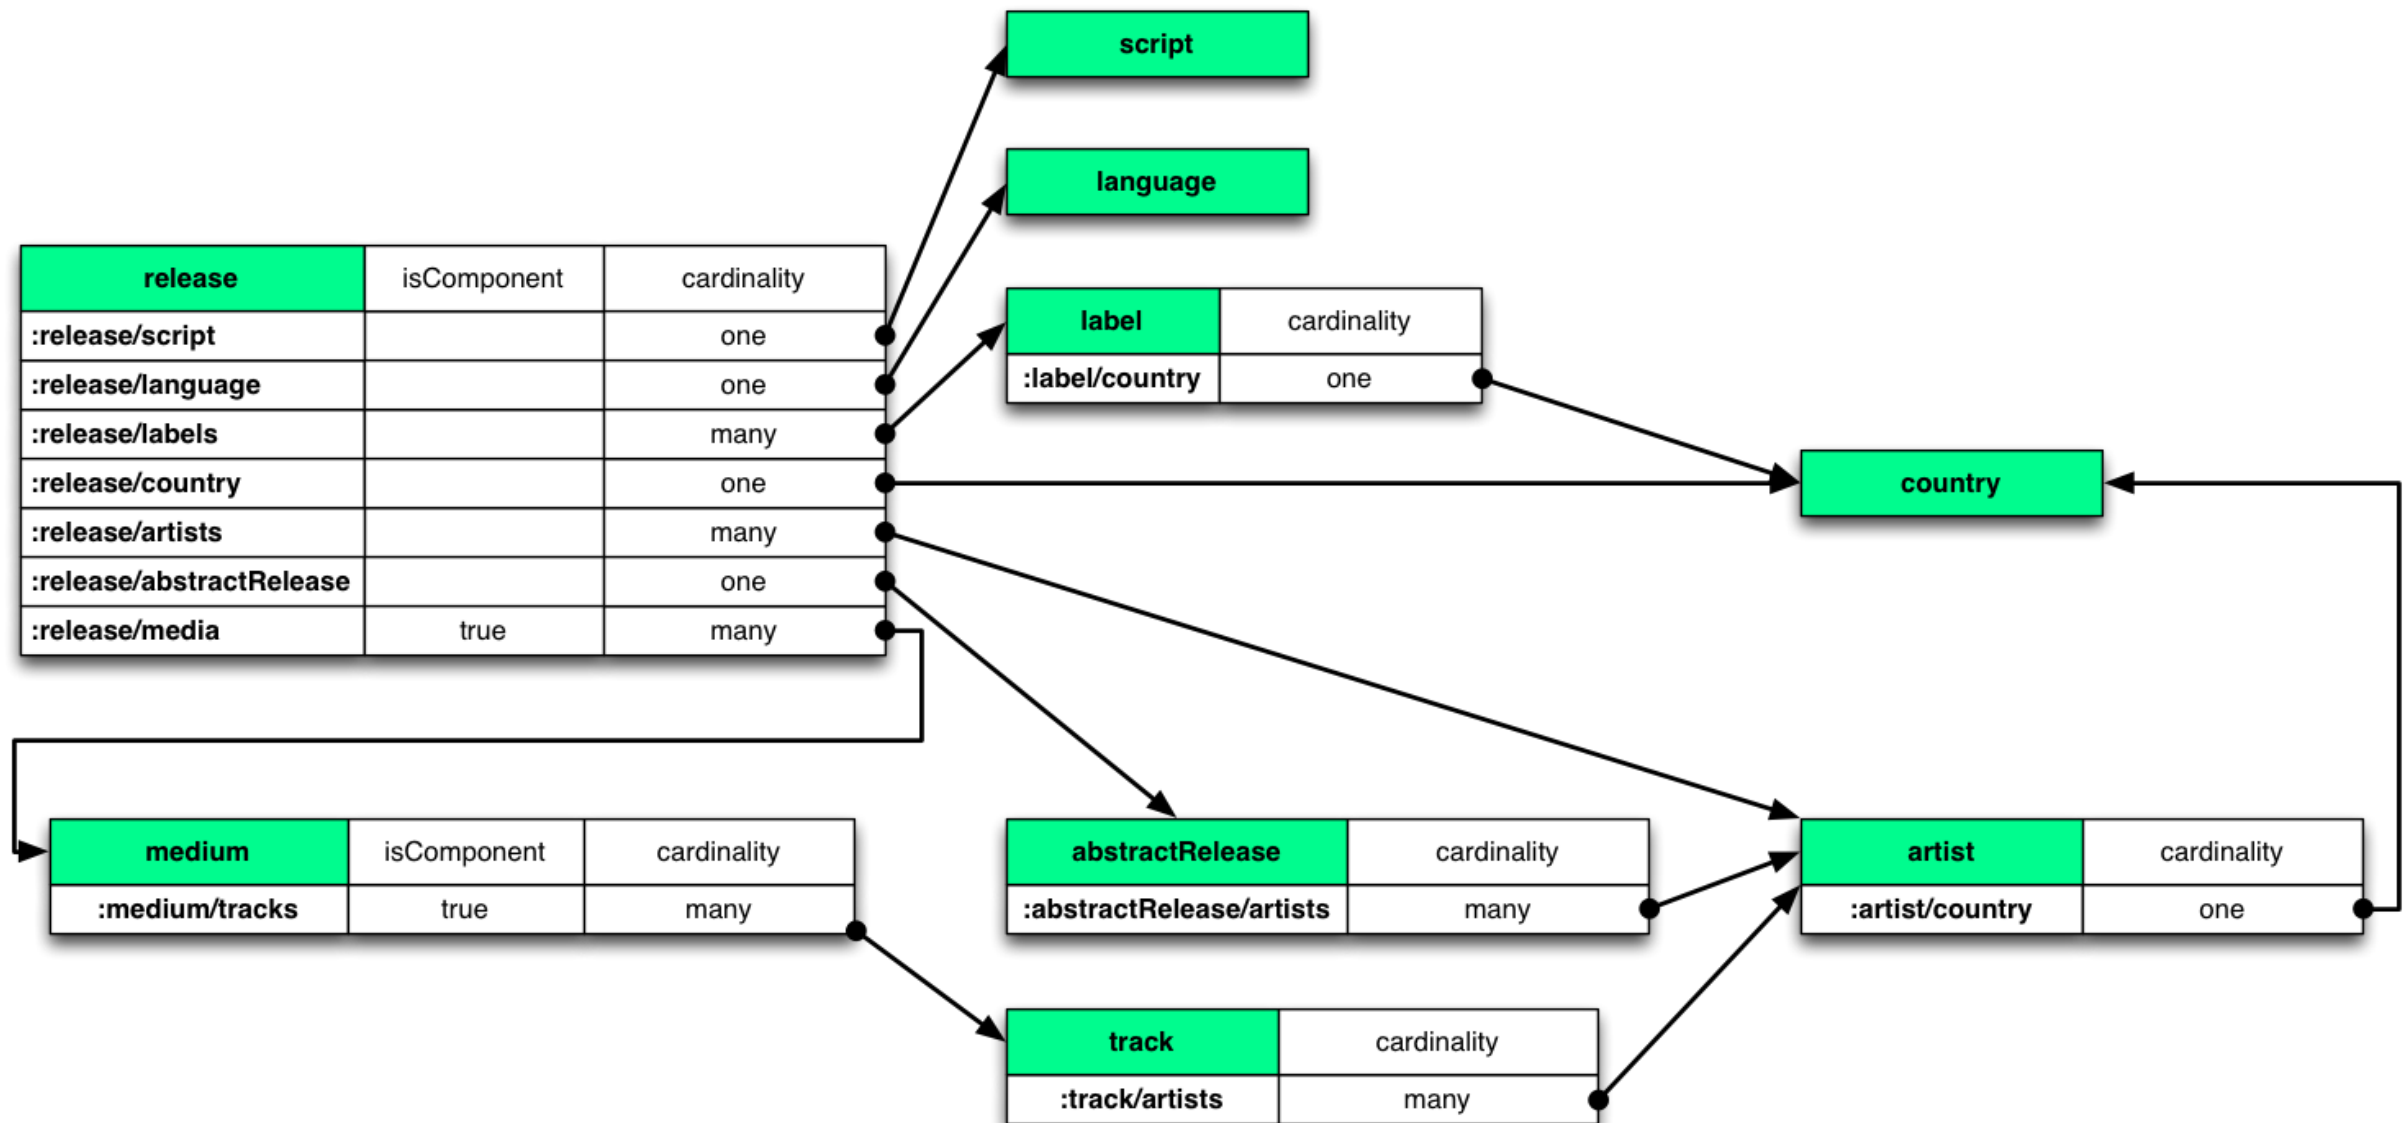 script
language
release isComponent cardinality
:release/script one
:release/language one
:release/labels many
:release/country one
:release/artists many
:release/abstractRelease one
:release/media true many
label cardinality
:label/country one
country
medium isComponent cardinality
:medium/tracks true many
abstractRelease cardinality
:abstractRelease/artists many
artist cardinality
:artist/country one
track cardinality
:track/artists many